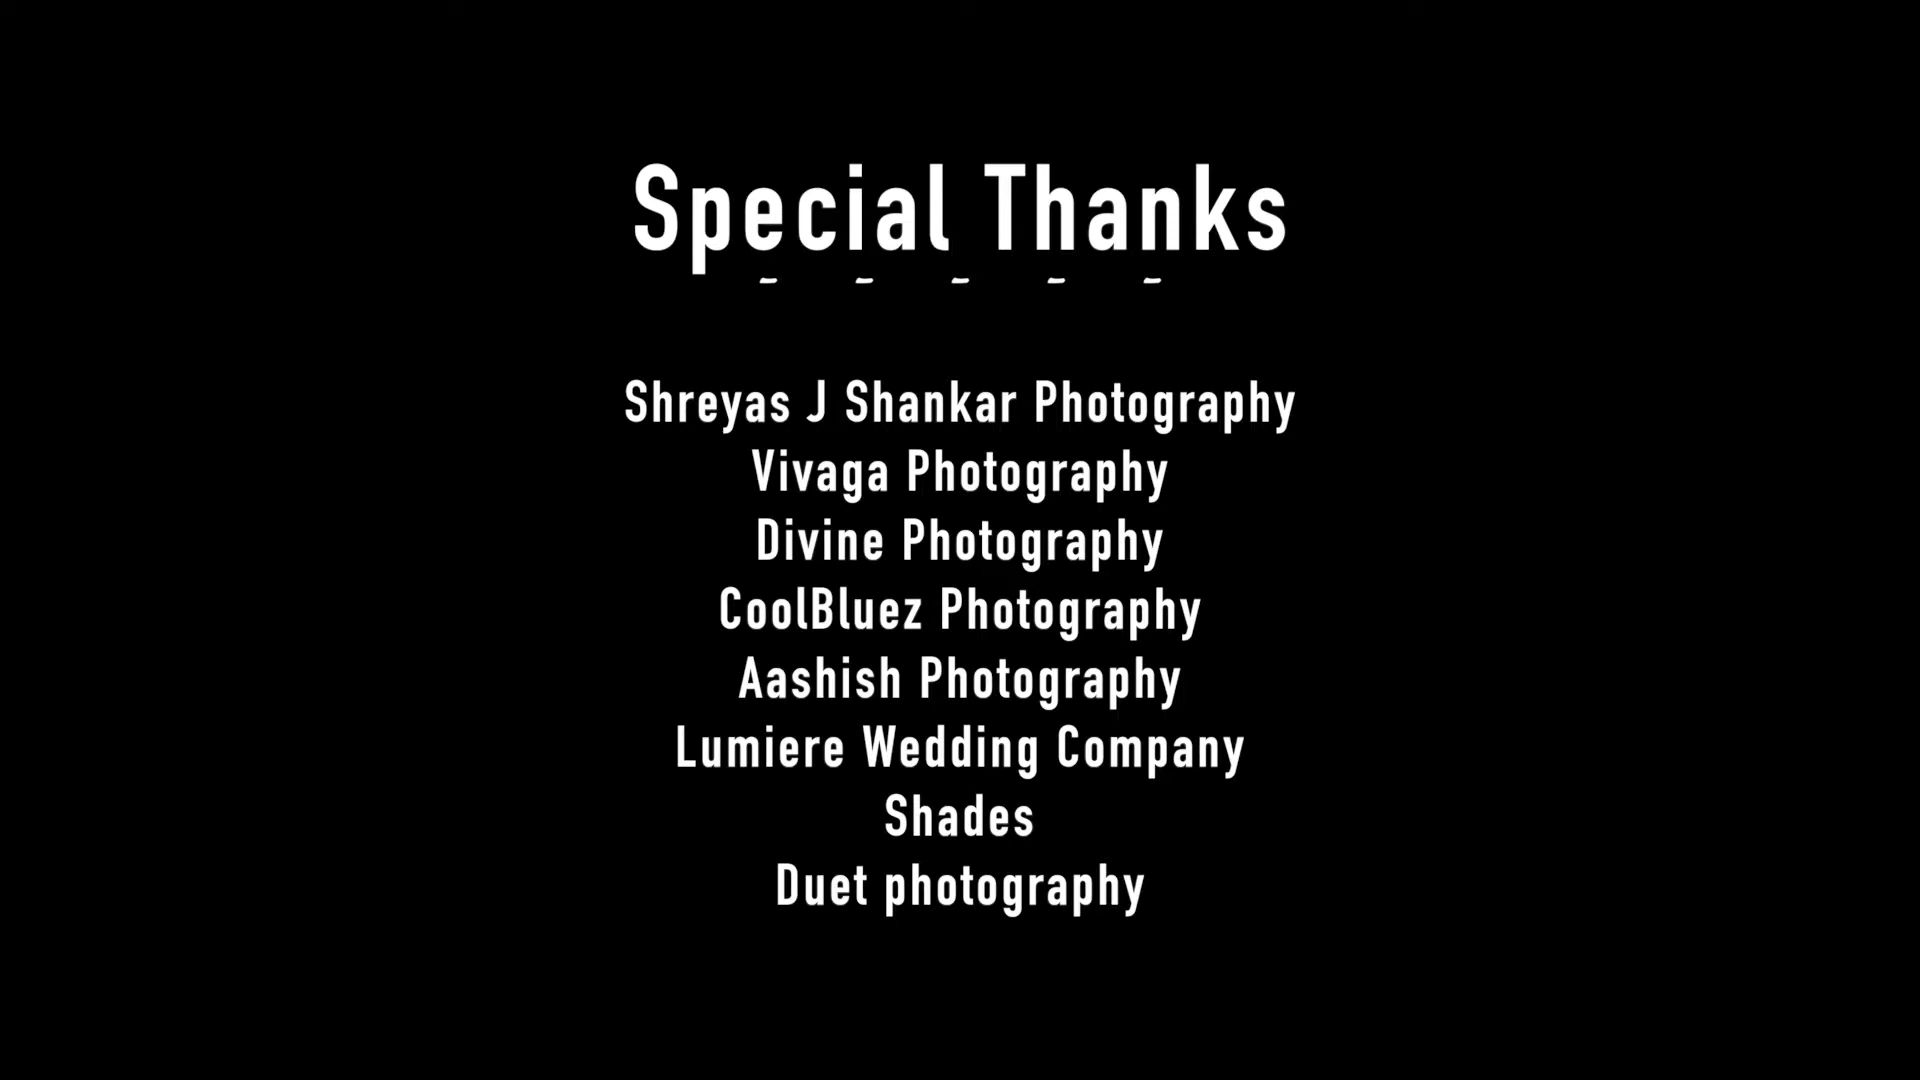 Special Thanks
Shreyas J Shankar Photography
Vivaga Photography
Divine Photography
CoolBluez Photography
Aashish Photography
Lumiere Wedding Company
Shades
Duet photography